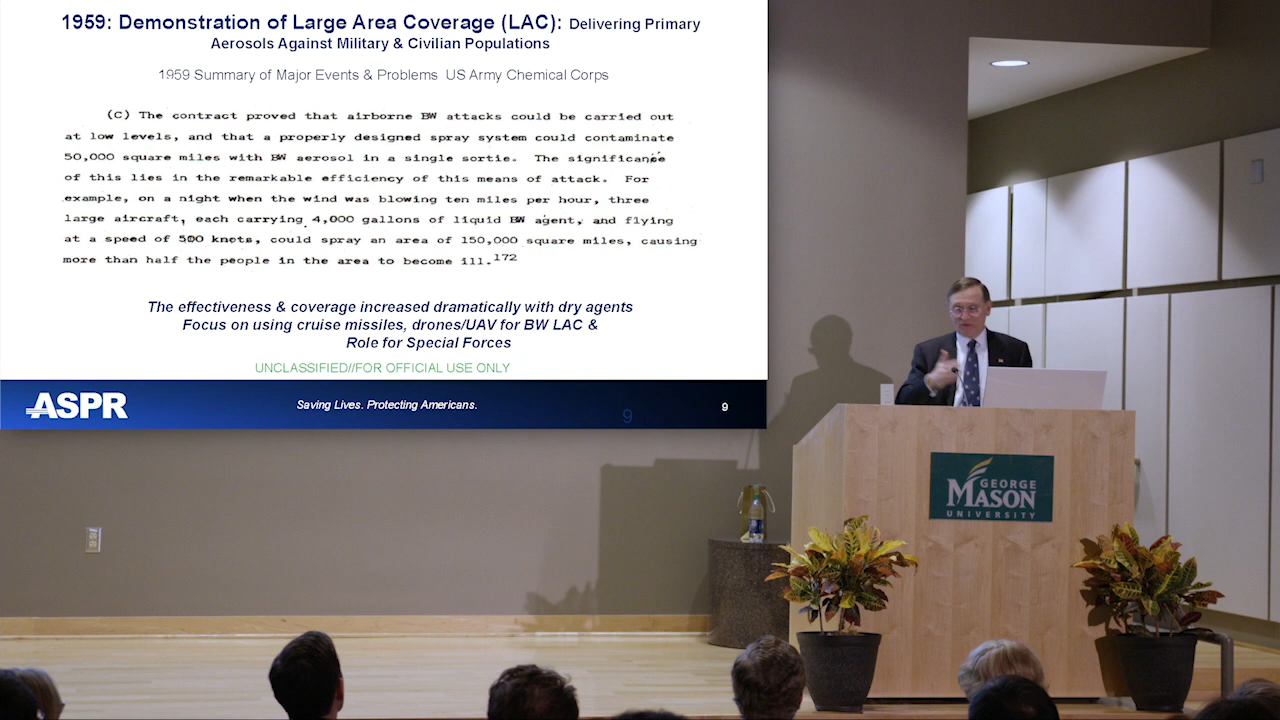 1959: Demonstration of Large Area Coverage (LAC): Delivering Primary
Aerosols Against Military & Civilian Populations
1959 Summary of Major Events & Problems US Army Chemical Corps
(C) The contract proved that airborne BW attacks could be carried out
at low levels, and that a properly designed spray system could contaminate
50,000 square miles with BW aerosol in a single sortie. The significance
of this lies in the remarkable efficiency of this means of attack. For
example, on a night when the wind was blowing ten miles per hour, three
large aircraft, each carrying 4,000 gallons of liquid BW agent, and flying
at a speed of 500 knots, could spray an area of 150,000 square miles, causing
more than half the people in the area to become ill.172
The effectiveness & coverage increased dramatically with dry agents
Focus on using cruise missiles, drones/UAV for BW LAC &
Role for Special Forces
UNCLASSIFIED//FOR OFFICIAL USE ONLY
ASPR
Saving Lives. Protecting Americans.
9
9
GEORGE
MASON
UNIVERSITY